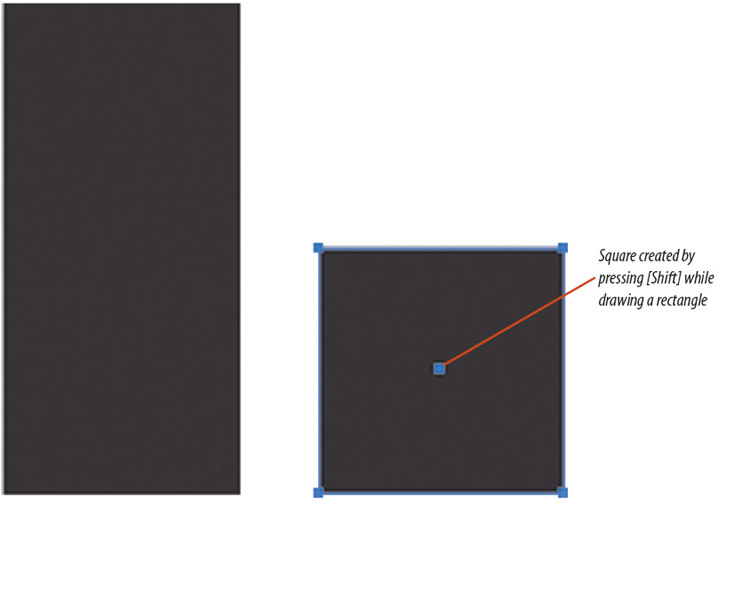 Square created by
pressing [Shift] while
drawing a rectangle